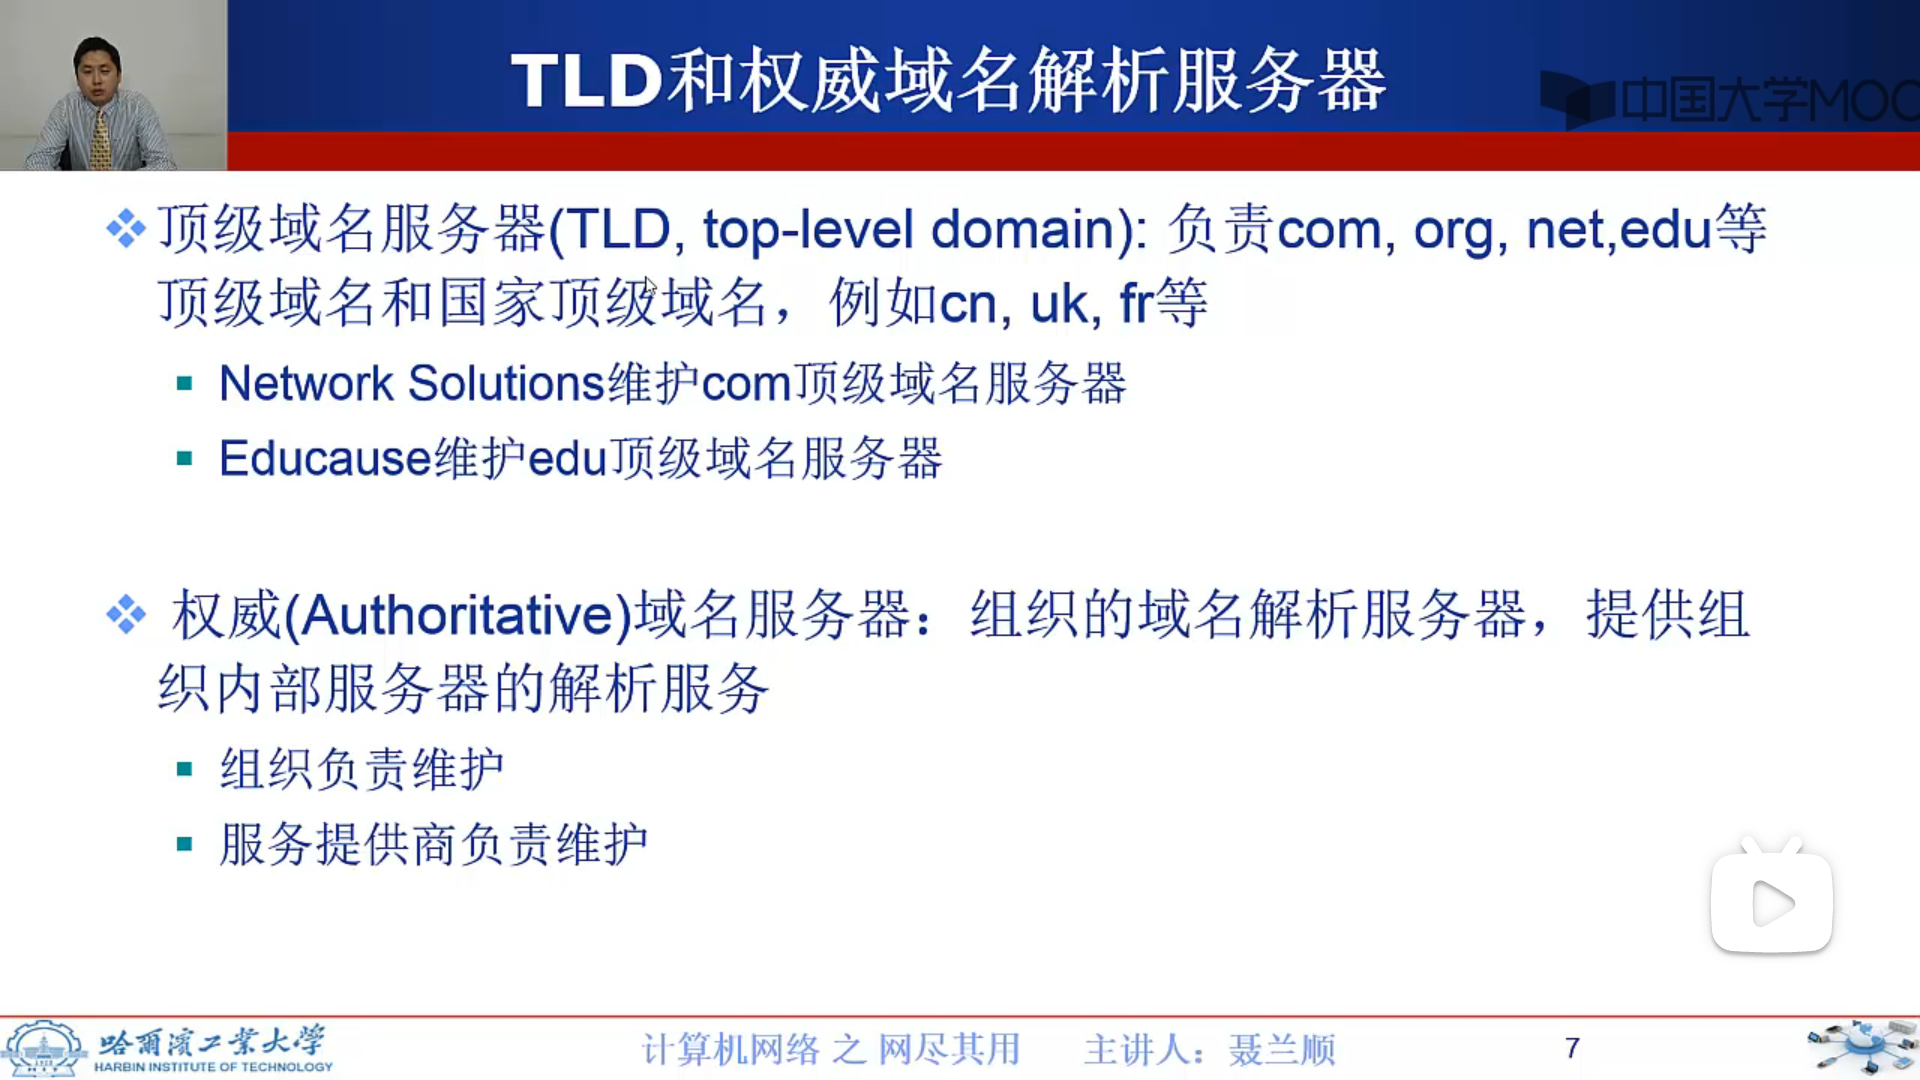 TLD和权威域名解析服务器
中国大学MOO
顶级域名服务器(TLD, top-level domain): 负责com, org, net,edu等
顶级域名和国家顶级域名，例如cn, uk, fr等
Network Solutions维护com顶级域名服务器
Educause维护edu顶级域名服务器
权威(Authoritative)域名服务器：组织的域名解析服务器，提供组
织内部服务器的解析服务
组织负责维护
服务提供商负责维护
哈爾濱工業大學
HARBIN INSTITUTE OF TECHNOLOGY
计算机网络 之 网尽其用 主讲人：聂兰顺
7